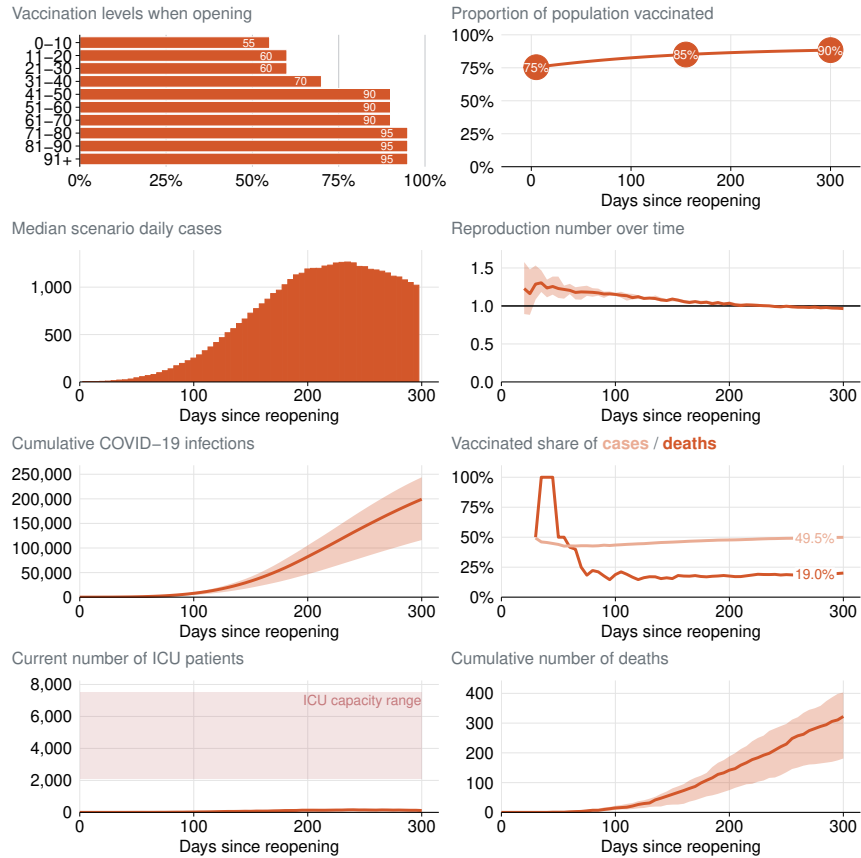 Vaccination levels when opening
0−10
55
11−20
60
21−30
60
31−40
70
41−50
90
51−60
90
61−70
90
71−80
95
81−90
95
91+
95
0% 25% 50% 75% 100%
Proportion of population vaccinated
100%
75%
50%
25%
0%
75%
85%
90%
0 100 200 300
Days since reopening
Median scenario daily cases
1,000
500
0
0 100 200 300
Days since reopening
Reproduction number over time
1.5
1.0
0.5
0.0
0 100 200 300
Days since reopening
Cumulative COVID−19 infections
250,000
200,000
150,000
100,000
50,000
0
0 100 200 300
Days since reopening
Vaccinated share of cases / deaths
100%
75%
50%
25%
0%
49.5%
19.0%
0 100 200 300
Days since reopening
Current number of ICU patients
8,000
6,000
4,000
2,000
0
ICU capacity range
0 100 200 300
Days since reopening
Cumulative number of deaths
400
300
200
100
0
0 100 200 300
Days since reopening